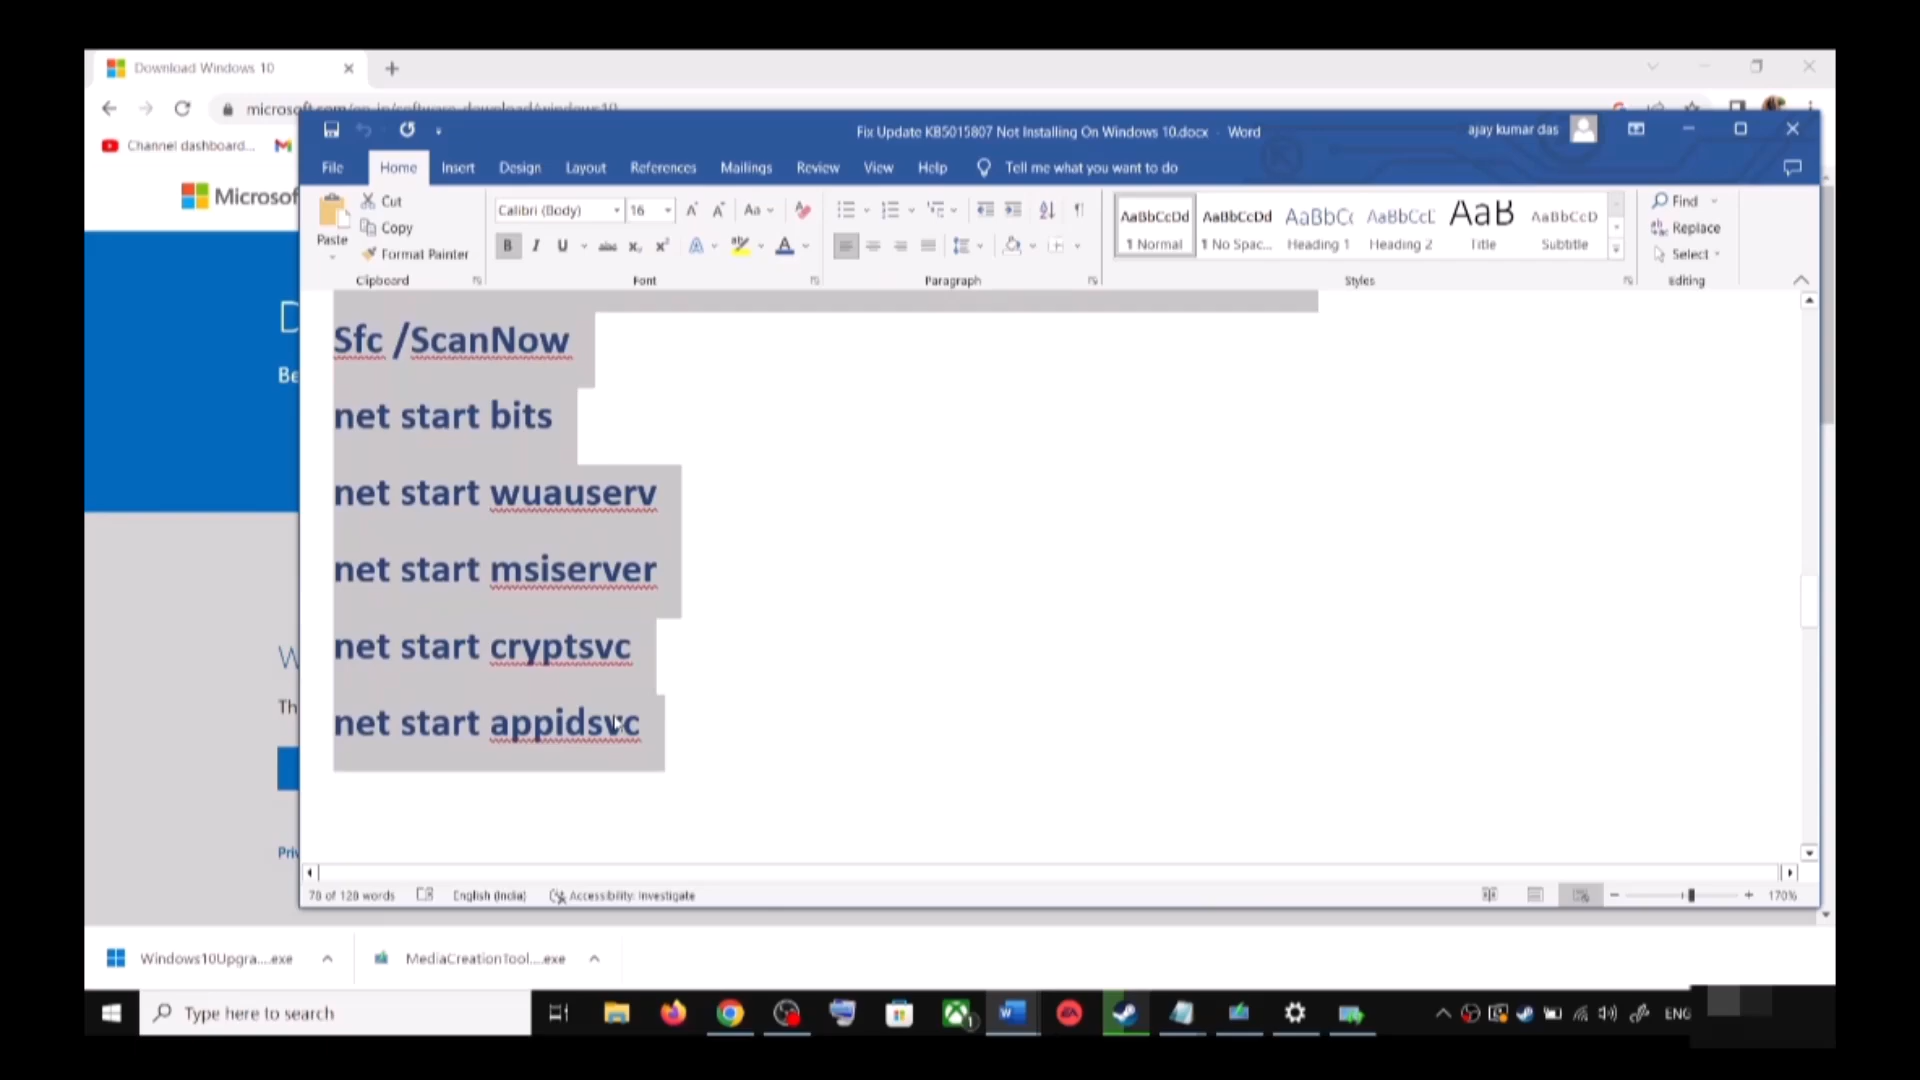 Download Windows 10
Channel dashboard...
Fix Update KB5015807 Not Installing On Windows 10.docx - Word
ajay kumar das
File Home Insert Design Layout References Mailings Review View Help Tell me what you want to do
Microsof
Paste
Cut
Copy
Format Painter
Clipboard
Calibri (Body) 16
Font
Paragraph
AaBbCcDd AaBbCcDd AaBbC AaBbCcE AaB AaBbCcD
¶ Normal ¶ No Spac... Heading 1 Heading 2 Title Subtitle
Styles
Find
Replace
Select
Editing
Sfc /ScanNow
net start bits
net start wuauserv
net start msiserver
net start cryptsvc
net start appidsvc
D
Be
W
Th
Priv
78 of 128 words English (India) Accessibility: Investigate 170%
Windows10Upgra....exe MediaCreationTool....exe
Type here to search
ENG